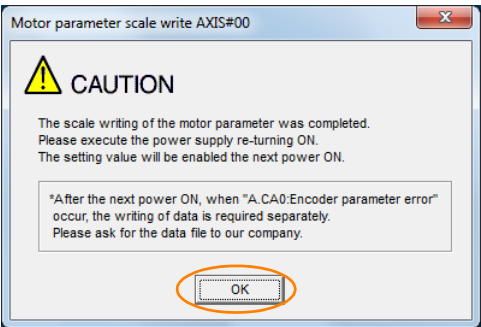 Motor parameter scale write AXIS#00
CAUTION
The scale writing of the motor parameter was completed.
Please execute the power supply re-turning ON.
The setting value will be enabled the next power ON.
*After the next power ON, when "A.CA0:Encoder parameter error"
occur, the writing of data is required separately.
Please ask for the data file to our company.
OK